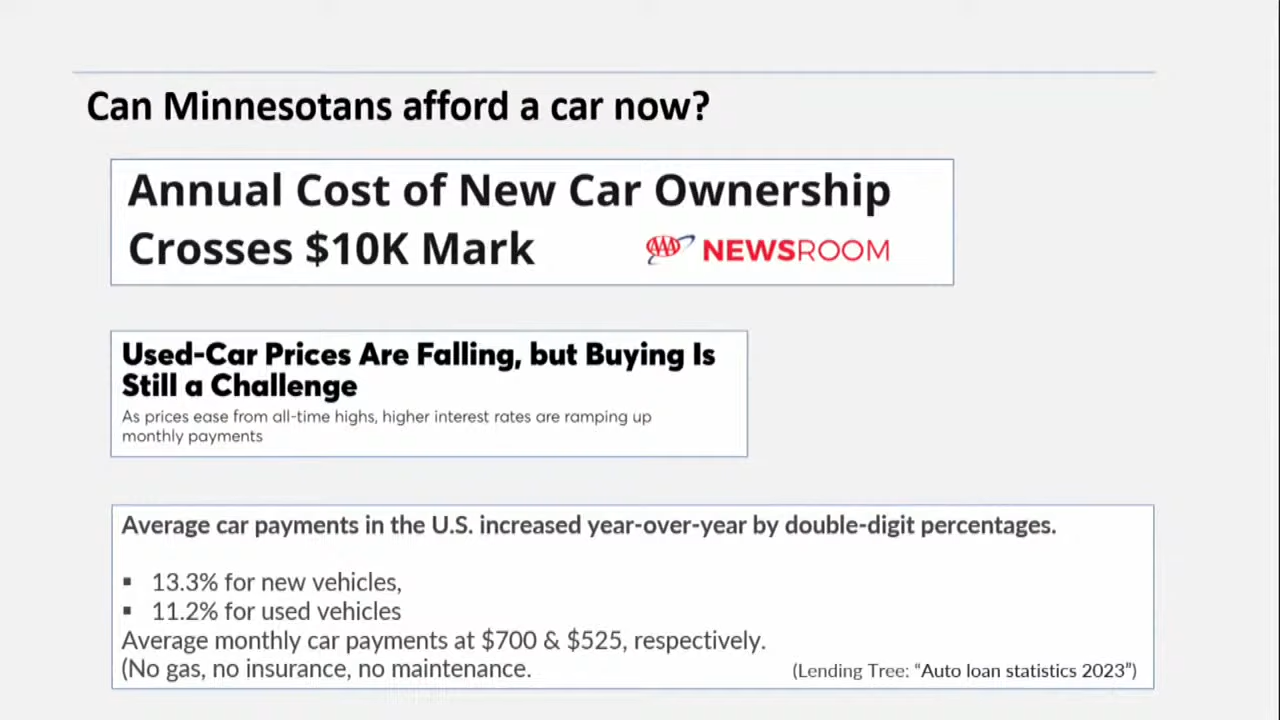 Can Minnesotans afford a car now?
Annual Cost of New Car Ownership
Crosses $10K Mark
AAA NEWSROOM
Used-Car Prices Are Falling, but Buying Is
Still a Challenge
As prices ease from all-time highs, higher interest rates are ramping up
monthly payments
Average car payments in the U.S. increased year-over-year by double-digit percentages.
▪ 13.3% for new vehicles,
▪ 11.2% for used vehicles
Average monthly car payments at $700 & $525, respectively.
(No gas, no insurance, no maintenance.
(Lending Tree: “Auto loan statistics 2023”)